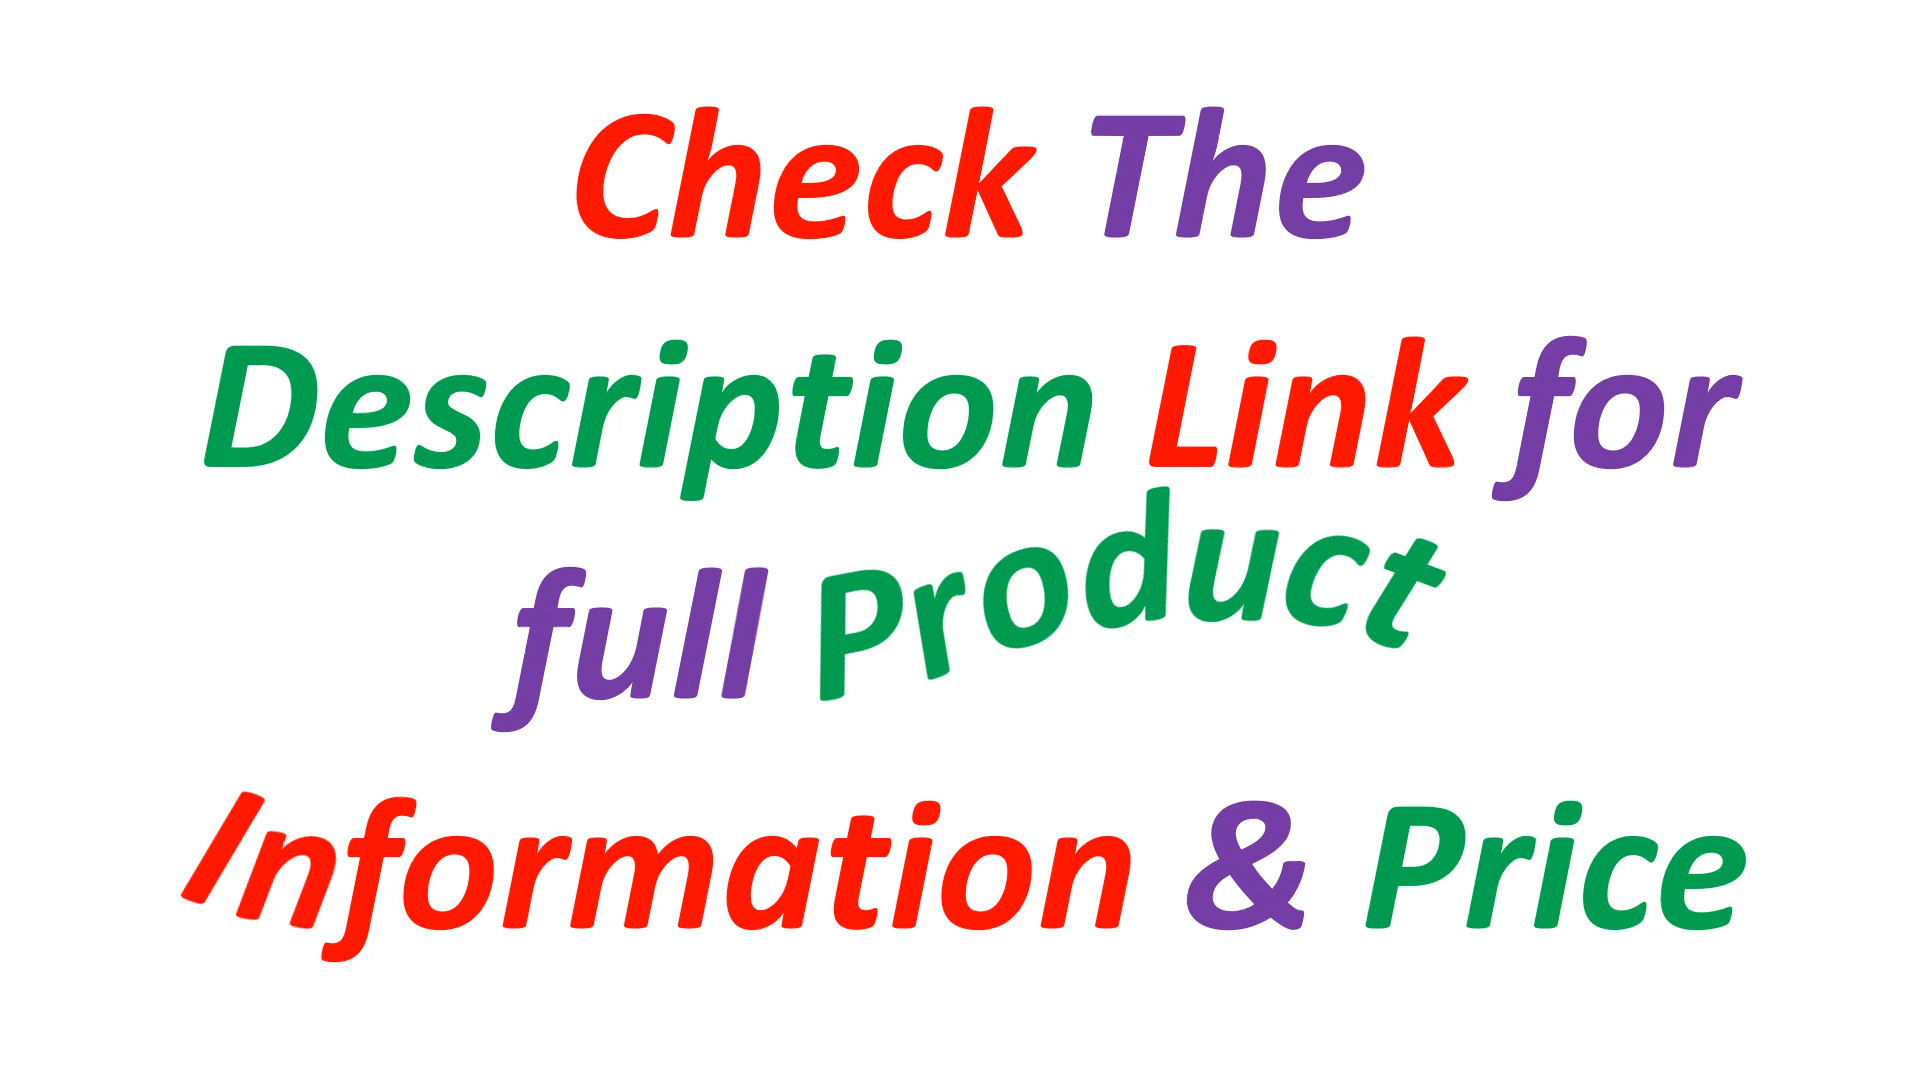 Check The
Description Link for
full Product
Information & Price